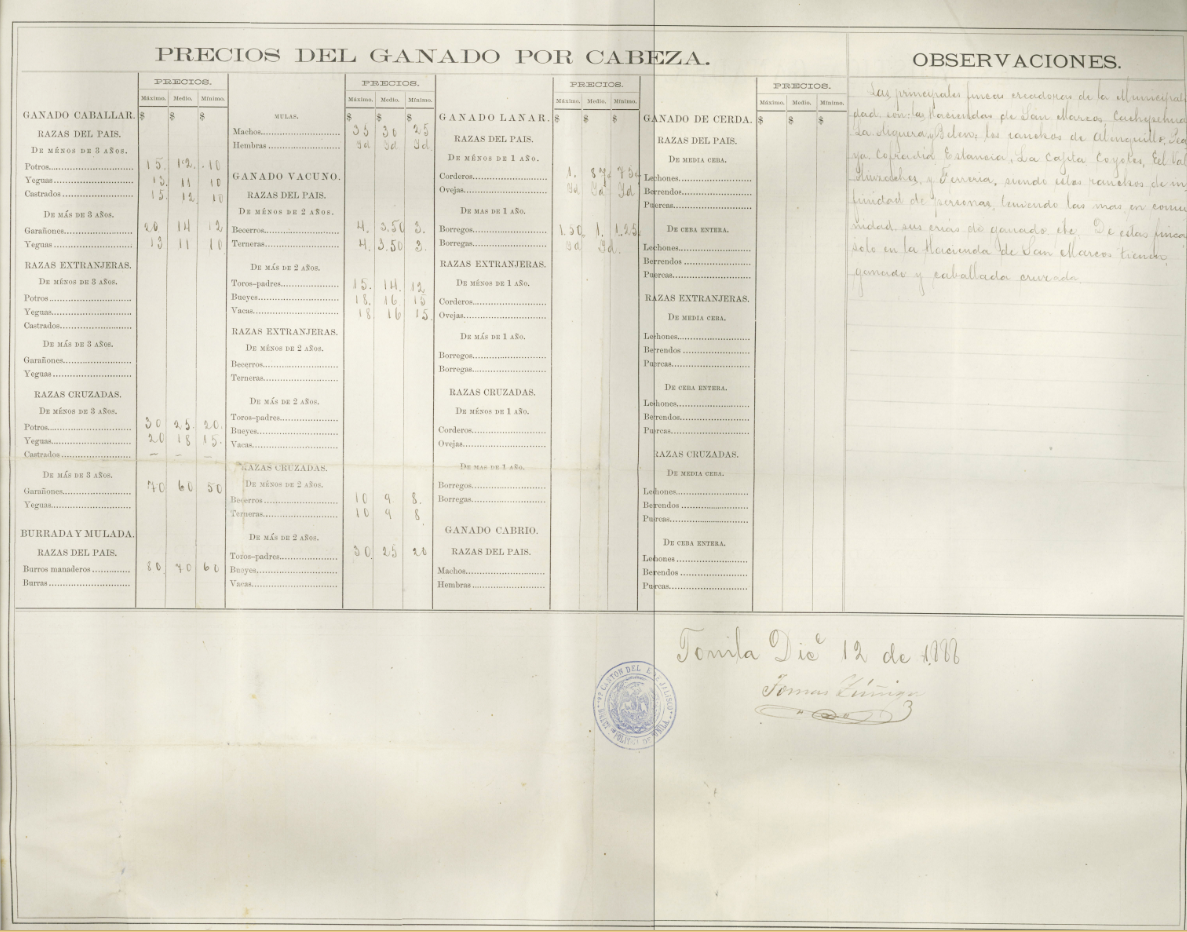 PRECIOS DEL GANADO POR CABEZA.
PRECIOS.
Máximo. Medio. Mínimo.
GANADO CABALLAR. $ $ $
RAZAS DEL PAIS.
DE MÉNOS DE 3 AÑOS.
Potros 15. 12. 10
Yeguas 13. 11 10
Castrados 15. 12. 10
DE MÁS DE 3 AÑOS.
Garañones 20 14 12
Yeguas 13 11 10
RAZAS EXTRANJERAS.
DE MÉNOS DE 3 AÑOS.
Potros
Yeguas
Castrados
DE MÁS DE 3 AÑOS.
Garañones
Yeguas
RAZAS CRUZADAS.
DE MÉNOS DE 3 AÑOS.
Potros 30 25. 20.
Yeguas 20 18 15.
Castrados — — —
DE MÁS DE 3 AÑOS.
Garañones 70 60 50
Yeguas
BURRADA Y MULADA.
RAZAS DEL PAIS.
Burros manaderos 80. 70 60
Burras
PRECIOS.
Máximo. Medio. Mínimo.
MULAS. $ $ $
Machos 35 30 25
Hembras Id. Id. Id.
GANADO VACUNO.
RAZAS DEL PAIS.
DE MÉNOS DE 2 AÑOS.
Becerros 4. 3.50 3.
Terneras 4. 3.50 3.
DE MÁS DE 2 AÑOS.
Toros-padres 15. 14. 12
Bueyes 18. 16 15
Vacas 18 16 15.
RAZAS EXTRANJERAS.
DE MÉNOS DE 2 AÑOS.
Becerros
Terneras
DE MÁS DE 2 AÑOS.
Toros-padres
Bueyes
Vacas
RAZAS CRUZADAS.
DE MÉNOS DE 2 AÑOS.
Becerros 10 9 8.
Terneras 10 9 8
DE MÁS DE 2 AÑOS.
Toros-padres 30. 25 20
Bueyes
Vacas
PRECIOS.
Máximo. Medio. Mínimo.
GANADO LANAR. $ $ $
RAZAS DEL PAIS.
DE MÉNOS DE 1 AÑO.
Corderos 1. 87½ 75
Ovejas Id Id Id
DE MAS DE 1 AÑO.
Borregos 1.50 1. 1.25
Borregas Id Id.
RAZAS EXTRANJERAS.
DE MÉNOS DE 1 AÑO.
Corderos
Ovejas
DE MÁS DE 1 AÑO.
Borregos
Borregas
RAZAS CRUZADAS.
DE MÉNOS DE 1 AÑO.
Corderos
Ovejas
DE MAS DE 1 AÑO.
Borregos
Borregas
GANADO CABRIO.
RAZAS DEL PAIS.
Machos
Hembras
PRECIOS.
Máximo. Medio. Mínimo.
GANADO DE CERDA. $ $ $
RAZAS DEL PAIS.
DE MEDIA CEBA.
Lechones
Berrendos
Puercas
DE CEBA ENTERA.
Lechones
Berrendos
Puercas
RAZAS EXTRANJERAS.
DE MEDIA CEBA.
Lechones
Berrendos
Puercas
DE CEBA ENTERA.
Lechones
Berrendos
Puercas
RAZAS CRUZADAS.
DE MEDIA CEBA.
Lechones
Berendos
Puercas
DE CEBA ENTERA.
Lechones
Berendos
Puercas
OBSERVACIONES.
Las principales fincas criadoras de la Municipali
dad son las Haciendas de San Marcos,
La Higuera y los ranchos de
Cofradia Estancia, La Cajita Coyotes, El
y siendo estos ranchos de in
finidad de personas, teniendo las mas, en comu
nidad sus crias de ganado, etc. De estas fincas
solo en la Hacienda de San Marcos tienen
ganado y caballada cruzada.
Tonila Dice 12 de 1888
Tomas Zúñiga
CANTON DEL JALISCO